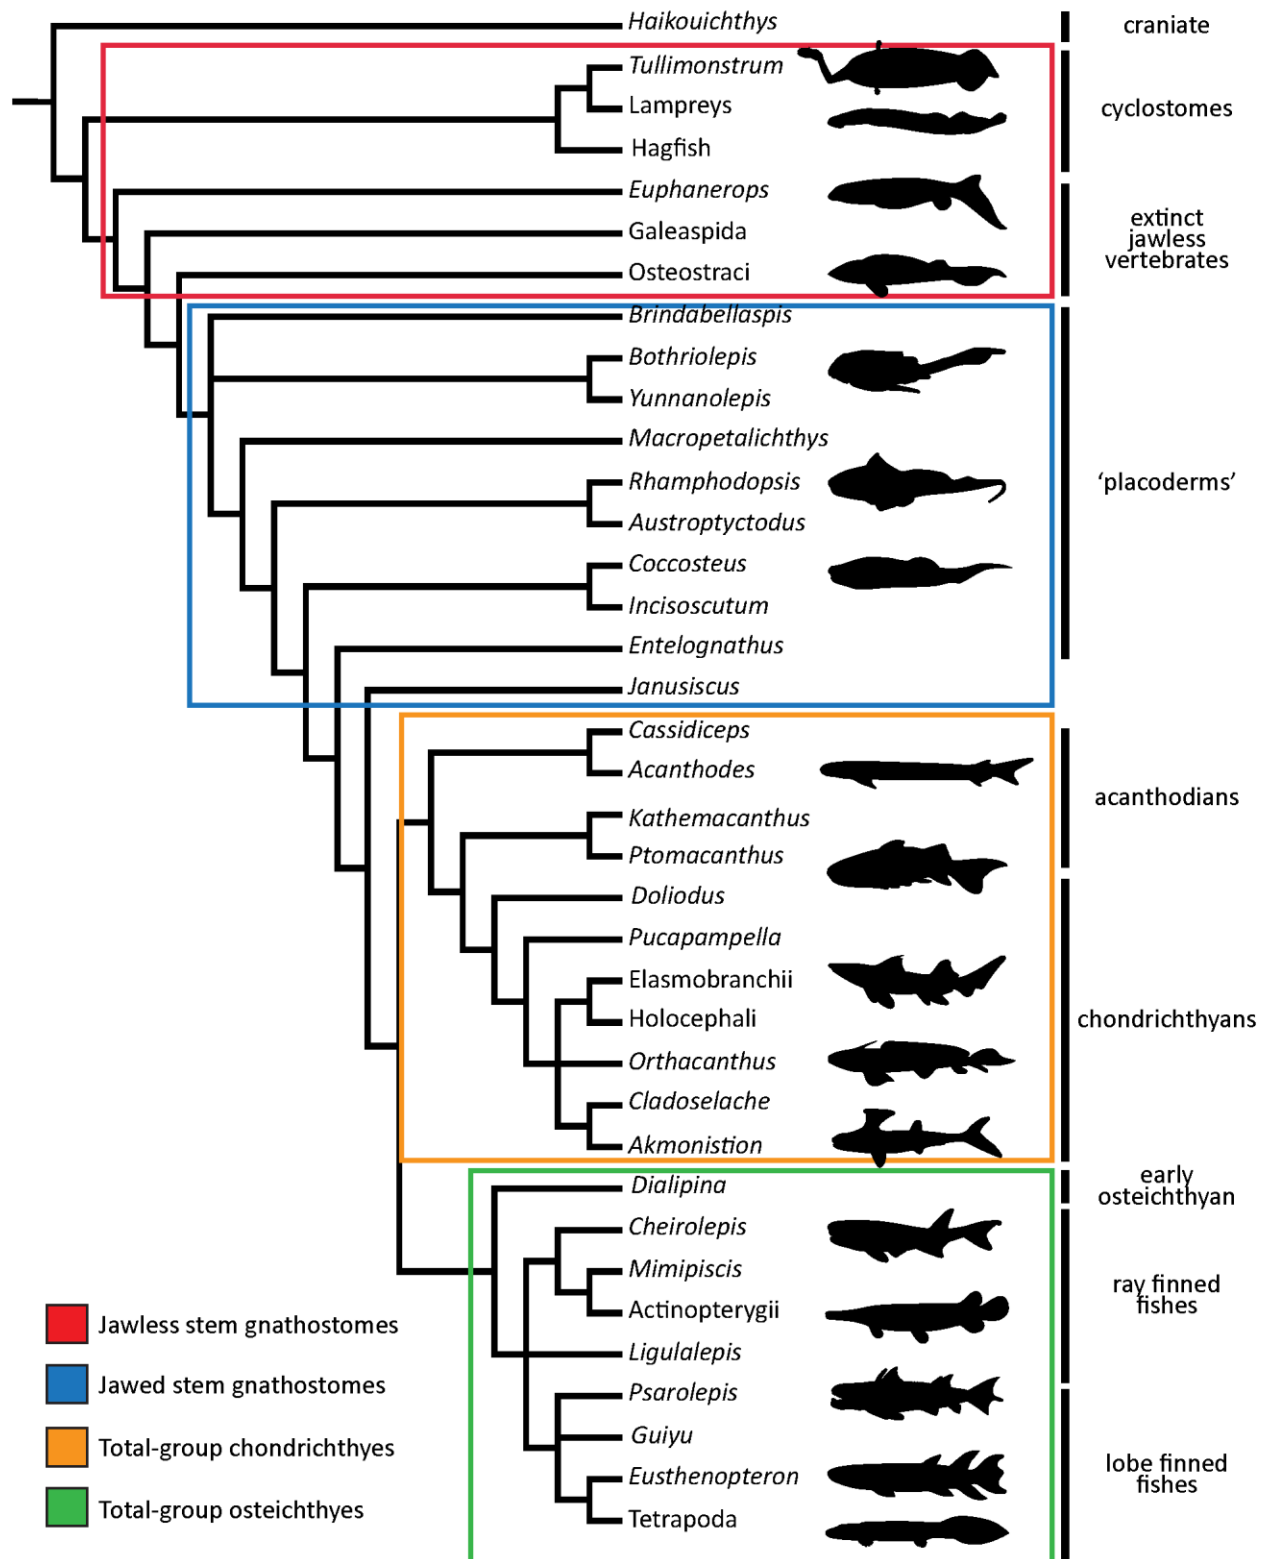 Haikouichthys
craniate
Tullimonstrum
Lampreys
cyclostomes
Hagfish
Euphanerops
Galeaspida
extinct
jawless
vertebrates
Osteostraci
Brindabellaspis
Bothriolepis
Yunnanolepis
Macropetalichthys
Rhamphodopsis
‘placoderms’
Austroptyctodus
Coccosteus
Incisoscutum
Entelognathus
Janusiscus
Cassidiceps
Acanthodes
acanthodians
Kathemacanthus
Ptomacanthus
Doliodus
Pucapampella
Elasmobranchii
Holocephali
chondrichthyans
Orthacanthus
Cladoselache
Akmonistion
Dialipina
early
osteichthyan
Cheirolepis
Mimipiscis
ray finned
fishes
Actinopterygii
Ligulalepis
Psarolepis
Guiyu
Eusthenopteron
lobe finned
fishes
Tetrapoda
Jawless stem gnathostomes
Jawed stem gnathostomes
Total-group chondrichthyes
Total-group osteichthyes